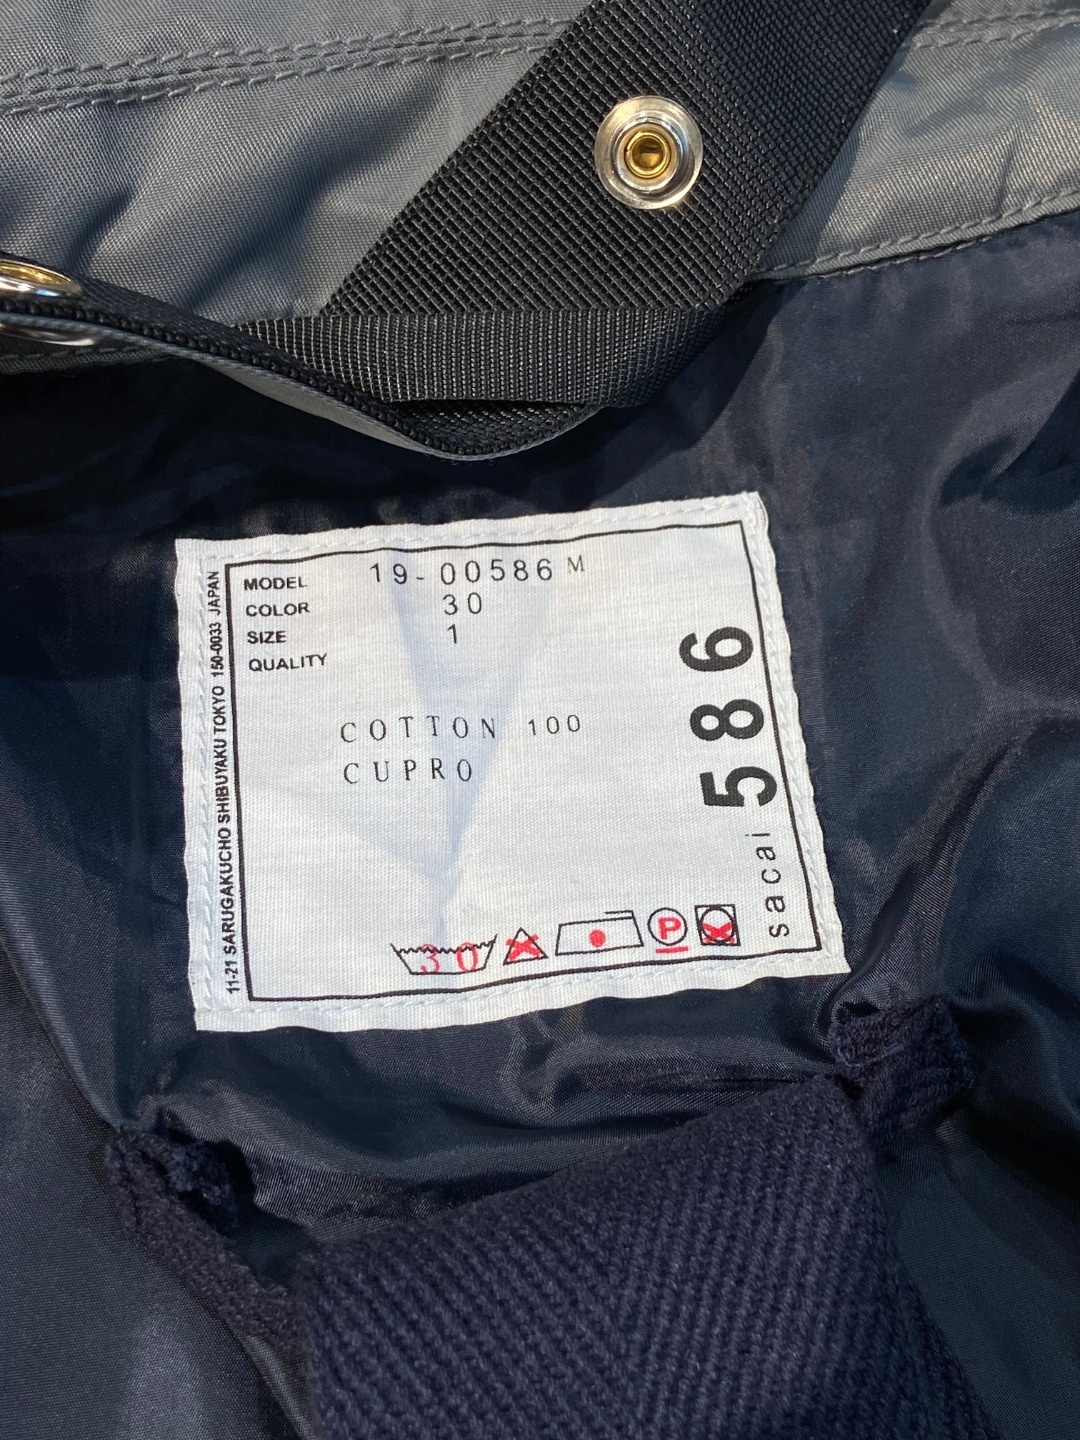 MODEL 19-00586 M
COLOR 30
SIZE 1
QUALITY
COTTON 100
CUPRO
30
P
sacai 586
11-21 SARUGAKUCHO SHIBUYAKU TOKYO 150-0033 JAPAN